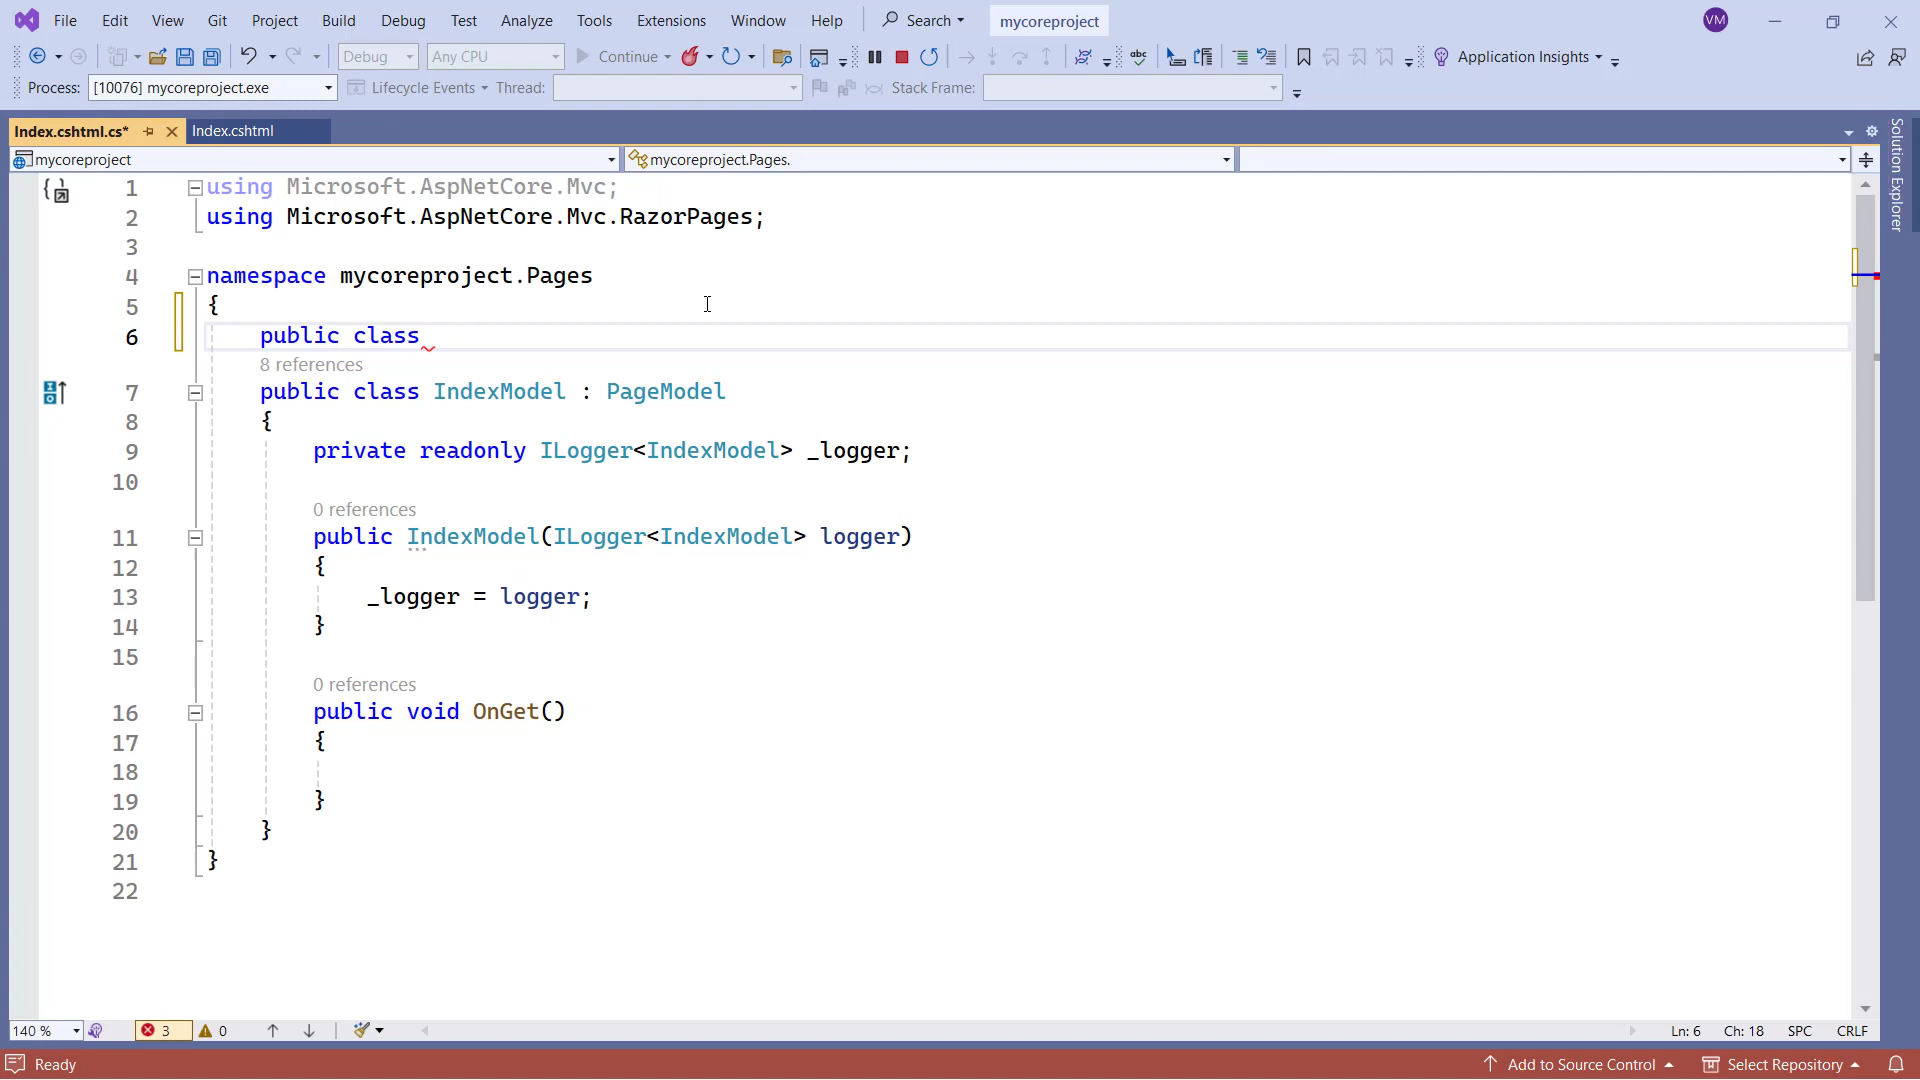 File Edit View Git Project Build Debug Test Analyze Tools Extensions Window Help Search mycoreproject VM
Debug Any CPU Continue abc Application Insights
Process: [10076] mycoreproject.exe Lifecycle Events Thread: Stack Frame:
Index.cshtml.cs* Index.cshtml
mycoreproject mycoreproject.Pages.
Solution Explorer
1 using Microsoft.AspNetCore.Mvc;
2 using Microsoft.AspNetCore.Mvc.RazorPages;
3
4 namespace mycoreproject.Pages
5 {
6 public class
8 references
7 public class IndexModel : PageModel
8 {
9 private readonly ILogger<IndexModel> _logger;
10
0 references
11 public IndexModel(ILogger<IndexModel> logger)
12 {
13 _logger = logger;
14 }
15
0 references
16 public void OnGet()
17 {
18
19 }
20 }
21 }
22
140 % 3 0 Ln: 6 Ch: 18 SPC CRLF
Ready Add to Source Control Select Repository